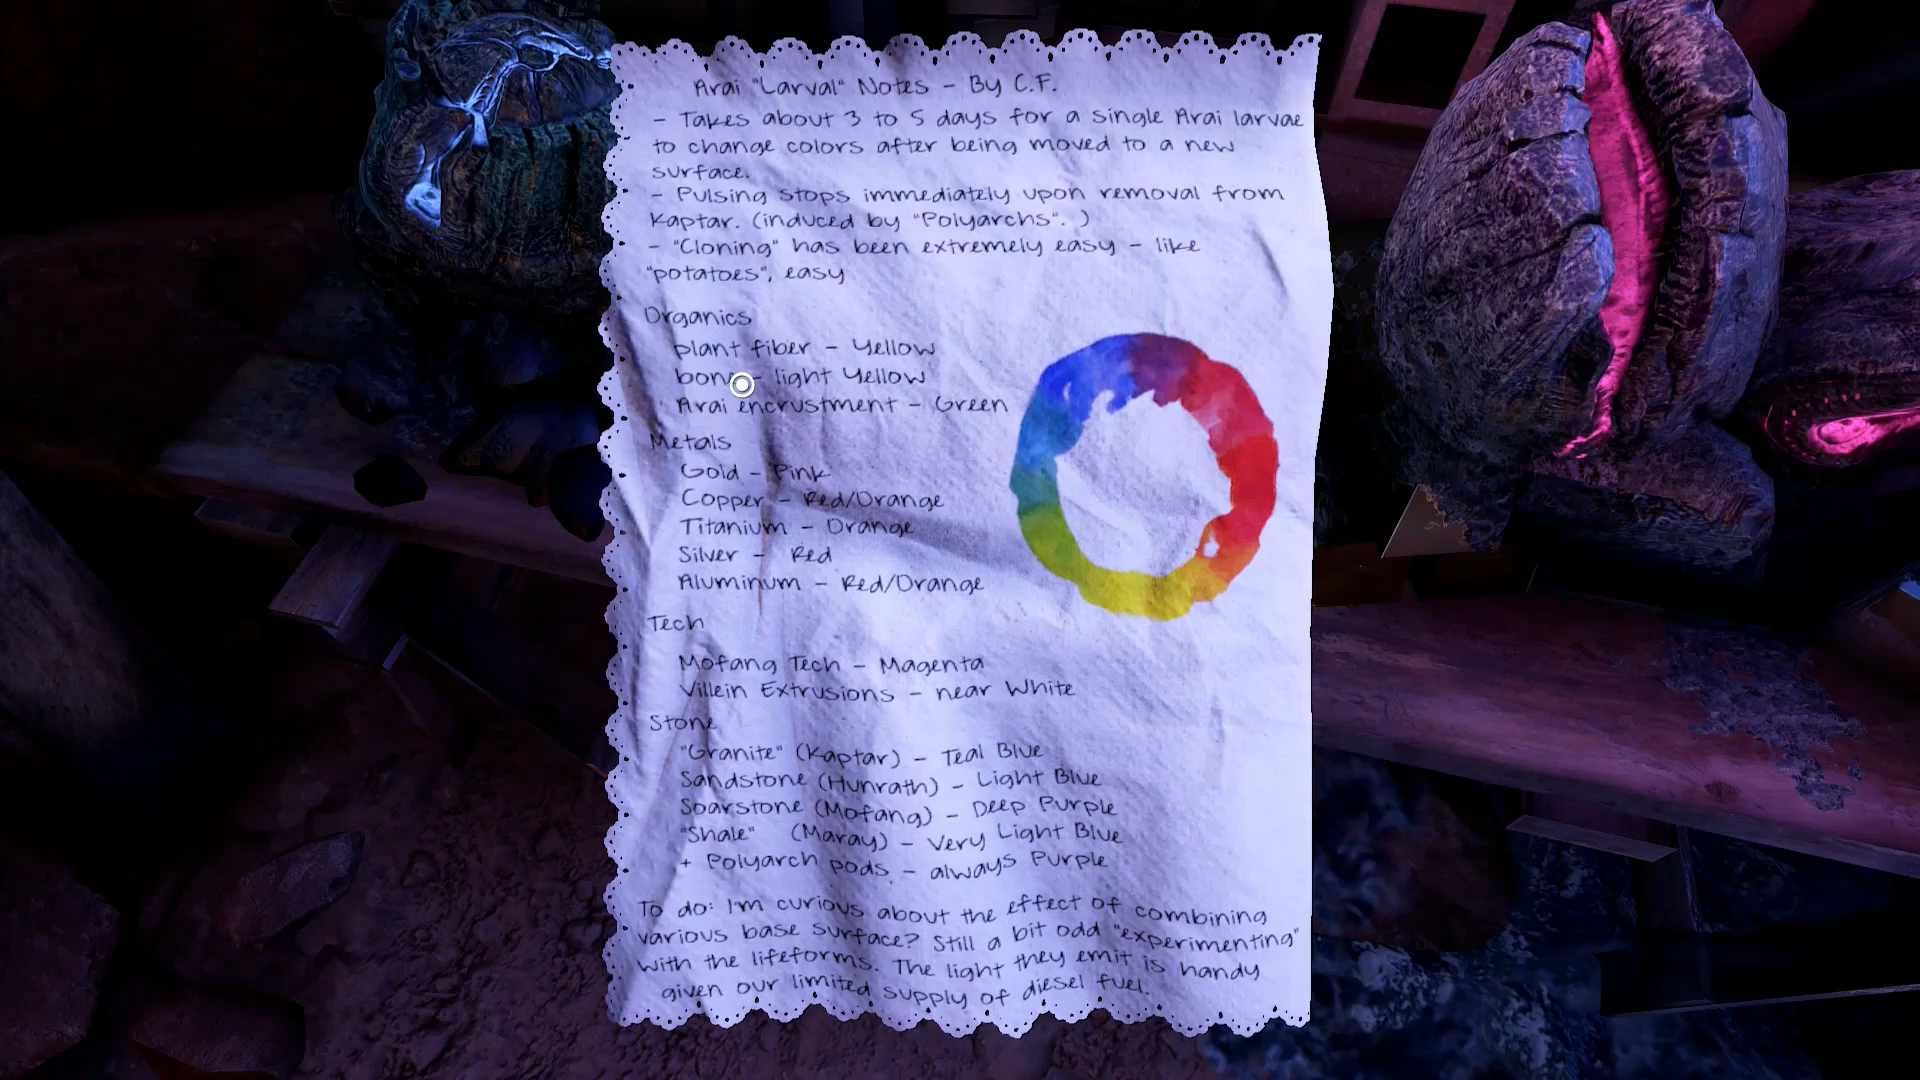 Arai "Larval" Notes - By C.F.
- Takes about 3 to 5 days for a single Arai larvae
to change colors after being moved to a new
surface.
- Pulsing stops immediately upon removal from
Kaptar. (induced by "Polyarchs". )
- "Cloning" has been extremely easy - like
"potatoes", easy
Organics
plant fiber - Yellow
bone - light Yellow
Arai encrustment - Green
Metals
Gold - Pink
Copper - Red/Orange
Titanium - Orange
Silver - Red
Aluminum - Red/Orange
Tech
Mofang Tech - Magenta
Villein Extrusions - near White
Stone
"Granite" (Kaptar) - Teal Blue
Sandstone (Hunrath) - Light Blue
Soarstone (Mofang) - Deep Purple
"Shale" (Maray) - Very Light Blue
+ Polyarch pods - always Purple
To do: I'm curious about the effect of combining
various base surface? Still a bit odd "experimenting"
with the lifeforms. The light they emit is handy
given our limited supply of diesel fuel.